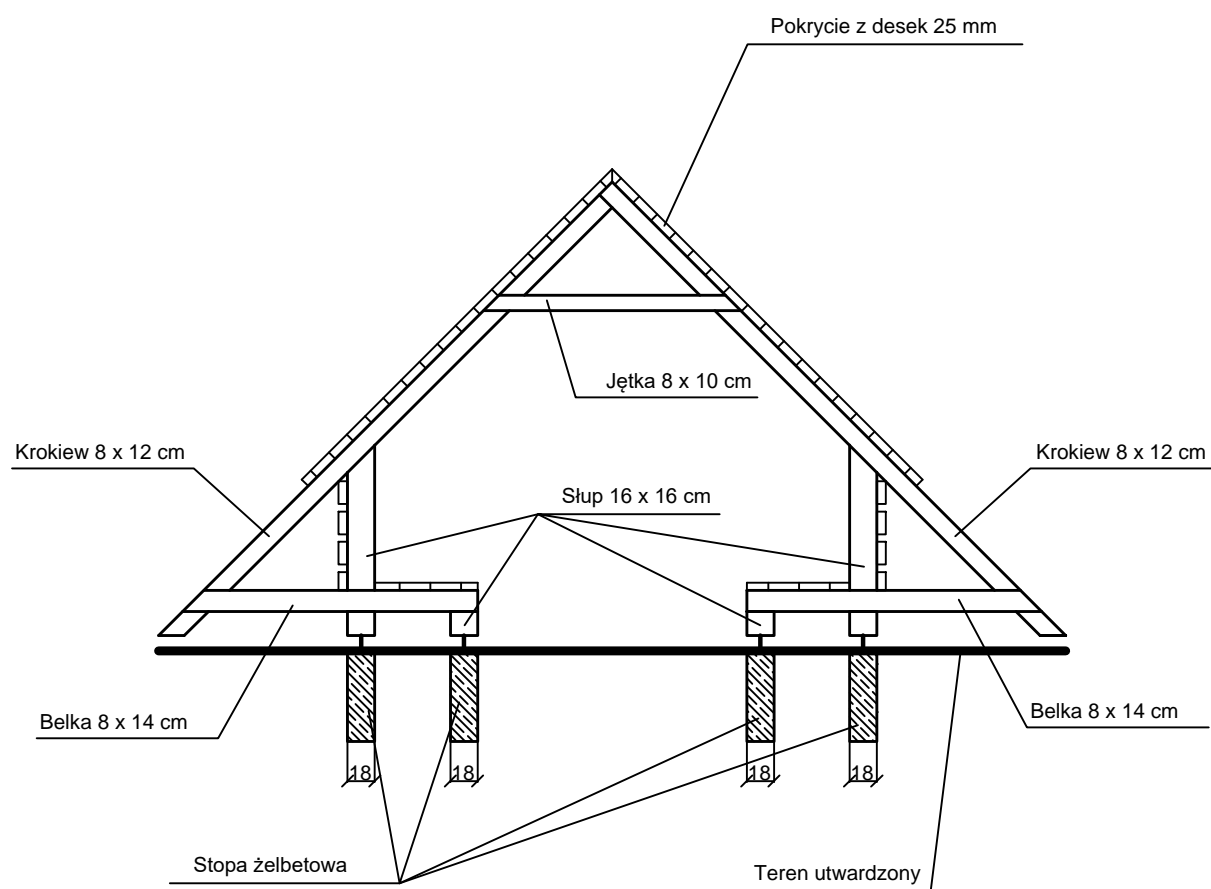 Pokrycie z desek 25 mm
Jętka 8 x 10 cm
Krokiew 8 x 12 cm
Krokiew 8 x 12 cm
Słup 16 x 16 cm
Belka 8 x 14 cm
Belka 8 x 14 cm
18
18
18
18
Stopa żelbetowa
Teren utwardzony